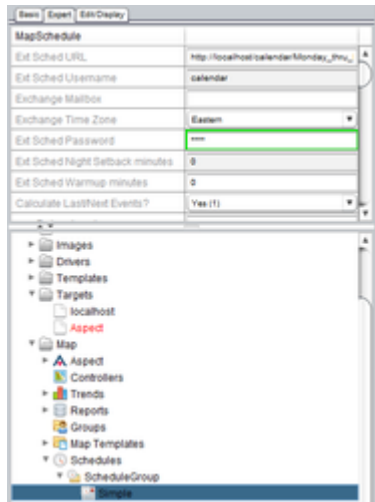 Basic Expert Edit/Display
MapSchedule
Ext Sched URL http://localhost/calendar/Monday_thru_
Ext Sched Username calendar
Exchange Mailbox
Exchange Time Zone Eastern
Ext Sched Password ****
Ext Sched Night Setback minutes 0
Ext Sched Warmup minutes 0
Calculate Last/Next Events? Yes (1)
Images
Drivers
Templates
Targets
localhost
Aspect
Map
Aspect
Controllers
Trends
Reports
Groups
Map Templates
Schedules
ScheduleGroup
Simple